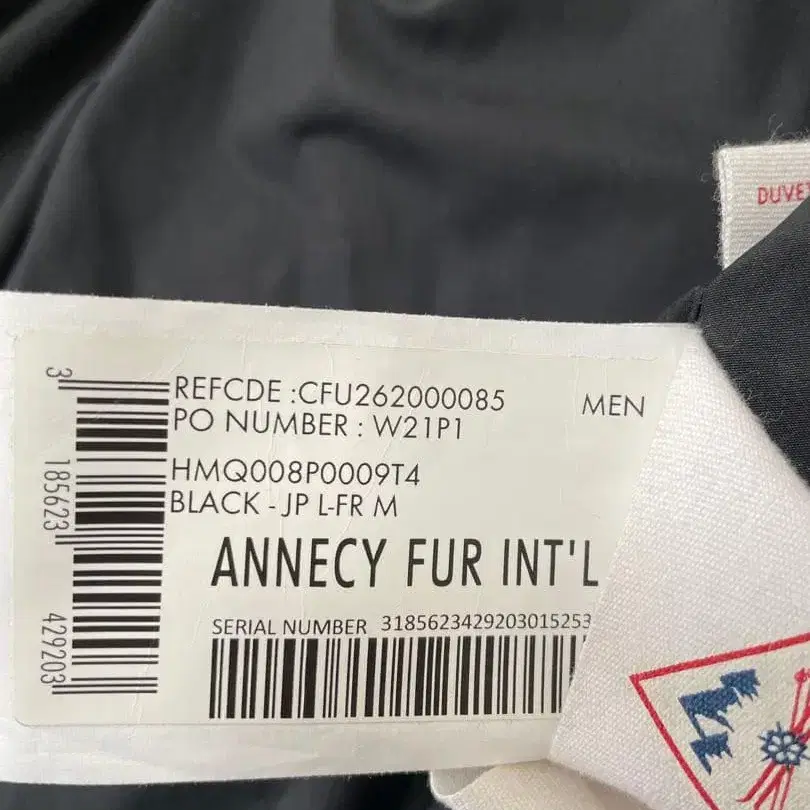 DUVE
REFCDE :CFU262000085
MEN
PO NUMBER : W21P1
HMQ008P0009T4
BLACK - JP L-FR M
ANNECY FUR INT'L
SERIAL NUMBER 3185623429203015253
3 185623 429203